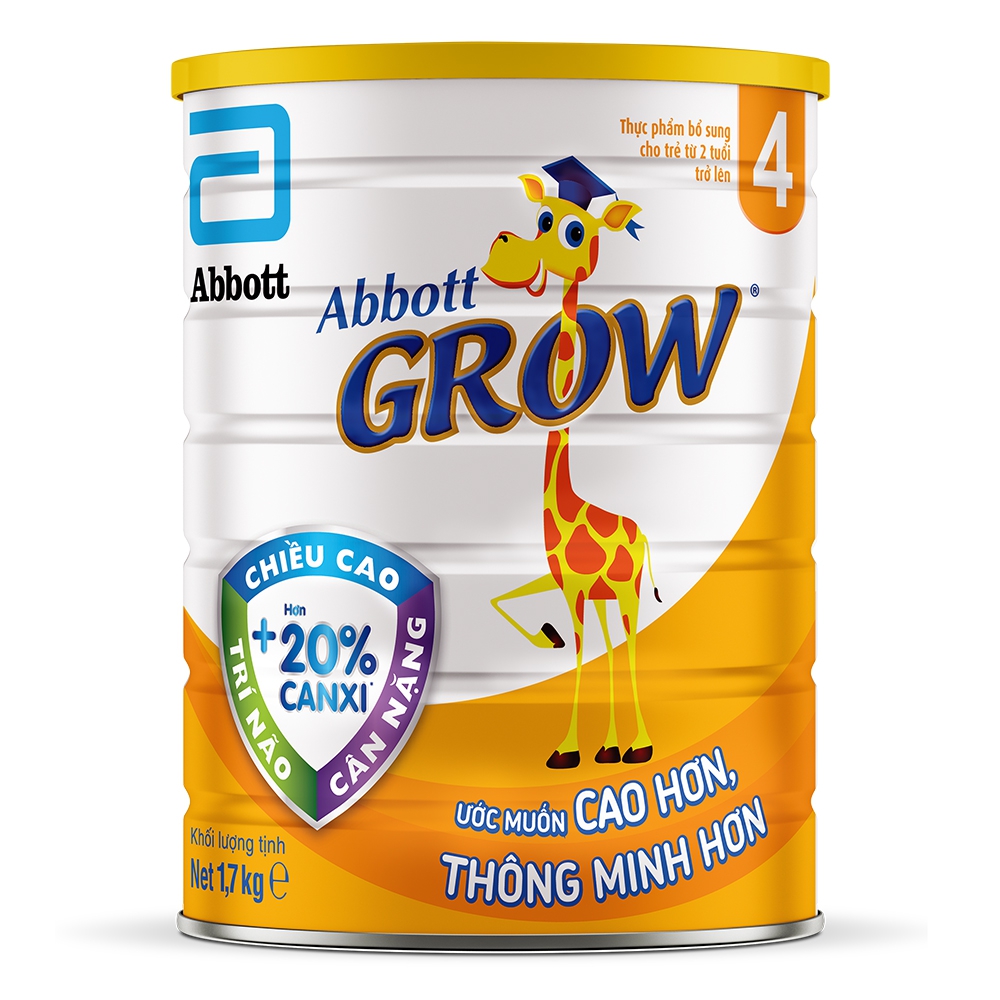 Abbott
Thực phẩm bổ sung
cho trẻ từ 2 tuổi
trở lên
4
Abbott
GROW®
CHIỀU CAO
Hơn
+20%
CANXI*
TRÍ NÃO
CÂN NẶNG
ƯỚC MUỐN CAO HƠN,
THÔNG MINH HƠN
Khối lượng tịnh
Net 1,7 kg ℮